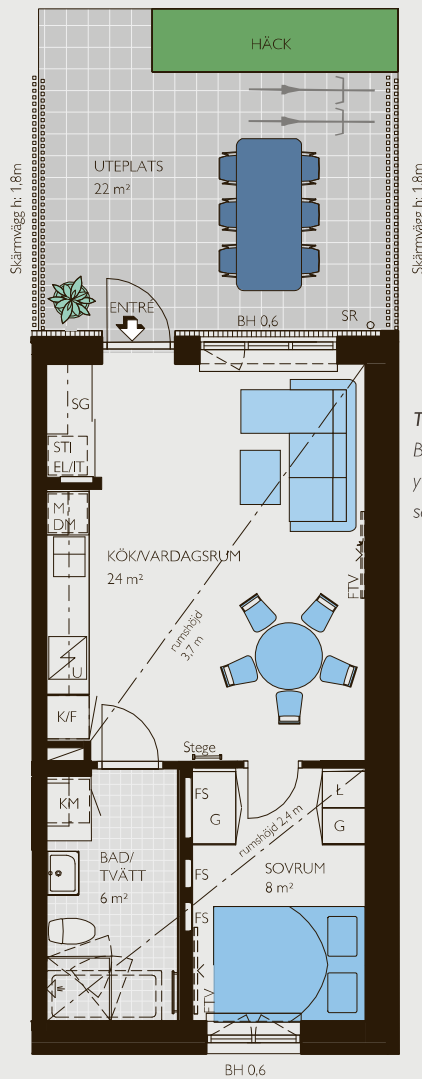 HÄCK
Skärmvägg h: 1,8m
Skärmvägg h: 1,8m
UTEPLATS
22 m²
ENTRÉ
BH 0,6
SR
SG
STI
EL/IT
M/
DM
KÖK/VARDAGSRUM
24 m²
rumshöjd
3,7 m
FTV
U
K/F
Stege
KM
FS
G
L
G
rumshöjd 2,4 m
BAD/
TVÄTT
6 m²
FS
SOVRUM
8 m²
FS
FTV
BH 0,6